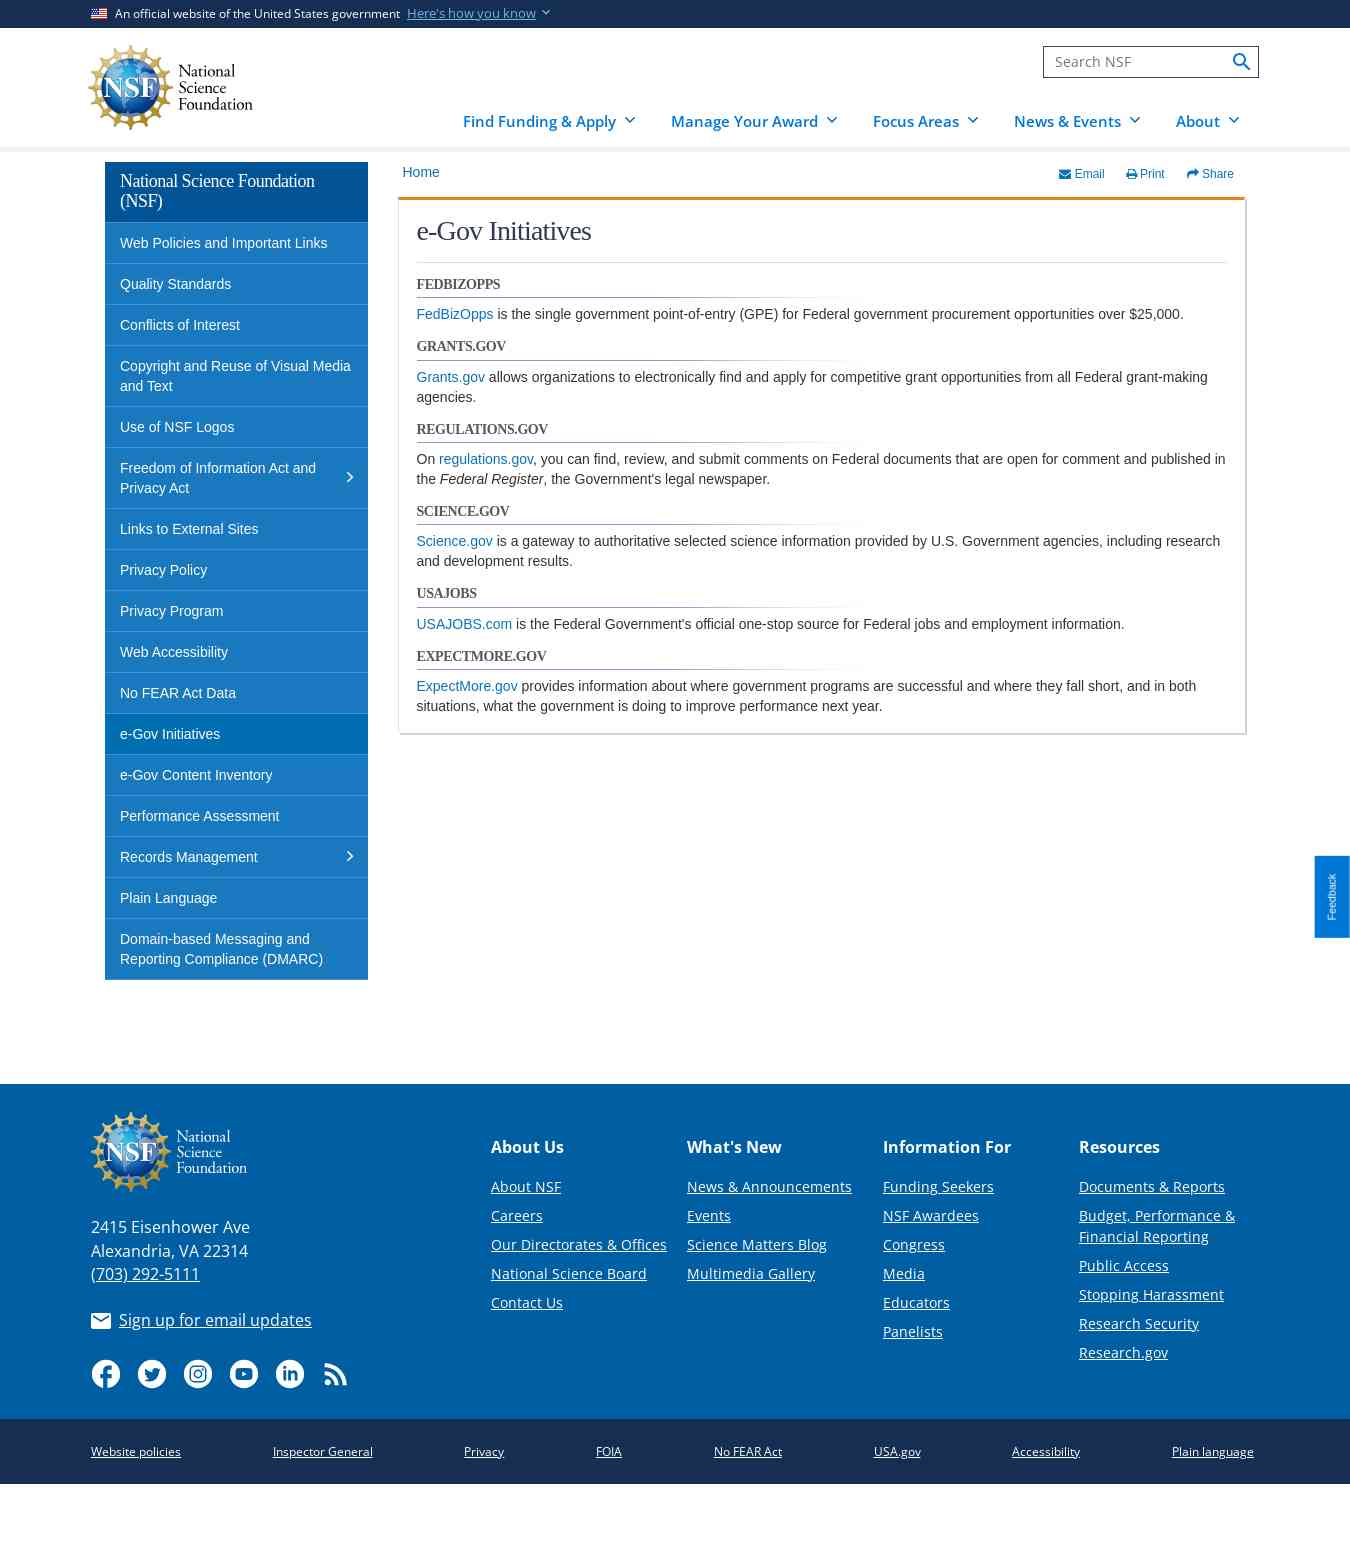 An official website of the United States government Here's how you know
NSF
National
Science
Foundation
Search NSF
Find Funding & Apply
Manage Your Award
Focus Areas
News & Events
About
National Science Foundation
(NSF)
Web Policies and Important Links
Quality Standards
Conflicts of Interest
Copyright and Reuse of Visual Media
and Text
Use of NSF Logos
Freedom of Information Act and
Privacy Act
Links to External Sites
Privacy Policy
Privacy Program
Web Accessibility
No FEAR Act Data
e-Gov Initiatives
e-Gov Content Inventory
Performance Assessment
Records Management
Plain Language
Domain-based Messaging and
Reporting Compliance (DMARC)
Home
Email
Print
Share
e-Gov Initiatives
FEDBIZOPPS
FedBizOpps is the single government point-of-entry (GPE) for Federal government procurement opportunities over $25,000.
GRANTS.GOV
Grants.gov allows organizations to electronically find and apply for competitive grant opportunities from all Federal grant-making
agencies.
REGULATIONS.GOV
On regulations.gov, you can find, review, and submit comments on Federal documents that are open for comment and published in
the Federal Register, the Government's legal newspaper.
SCIENCE.GOV
Science.gov is a gateway to authoritative selected science information provided by U.S. Government agencies, including research
and development results.
USAJOBS
USAJOBS.com is the Federal Government's official one-stop source for Federal jobs and employment information.
EXPECTMORE.GOV
ExpectMore.gov provides information about where government programs are successful and where they fall short, and in both
situations, what the government is doing to improve performance next year.
Feedback
NSF
National
Science
Foundation
2415 Eisenhower Ave
Alexandria, VA 22314
(703) 292-5111
Sign up for email updates
About Us
About NSF
Careers
Our Directorates & Offices
National Science Board
Contact Us
What's New
News & Announcements
Events
Science Matters Blog
Multimedia Gallery
Information For
Funding Seekers
NSF Awardees
Congress
Media
Educators
Panelists
Resources
Documents & Reports
Budget, Performance &
Financial Reporting
Public Access
Stopping Harassment
Research Security
Research.gov
Website policies
Inspector General
Privacy
FOIA
No FEAR Act
USA.gov
Accessibility
Plain language